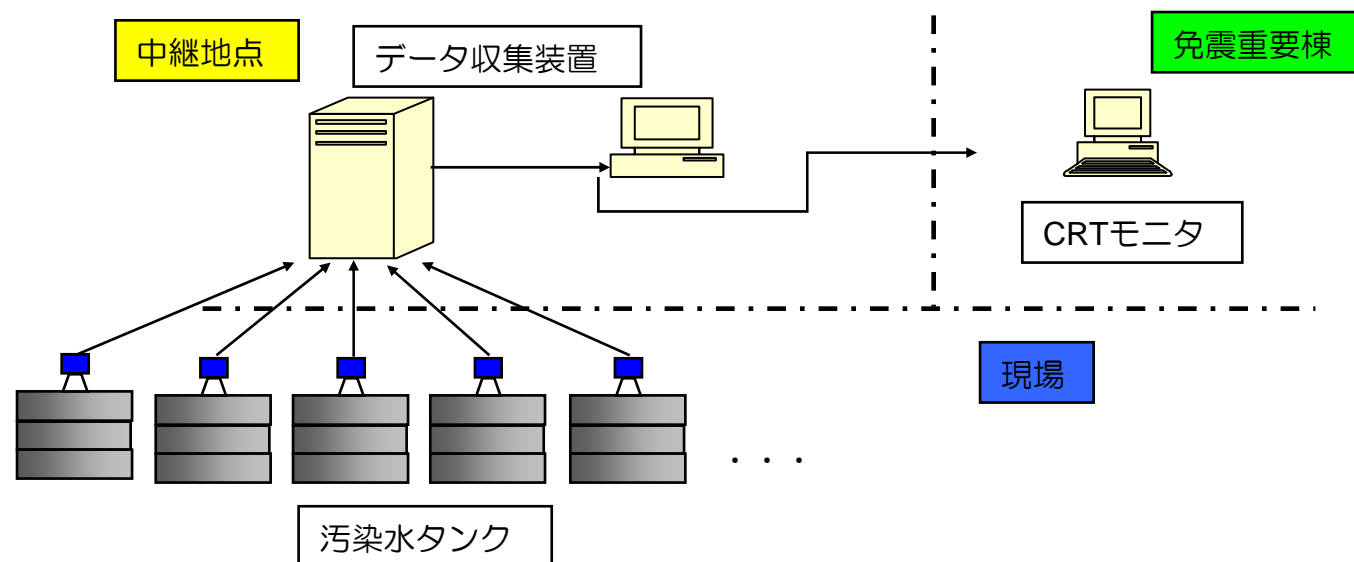 中継地点
データ収集装置
免震重要棟
CRTモニタ
現場
・・・
汚染水タンク